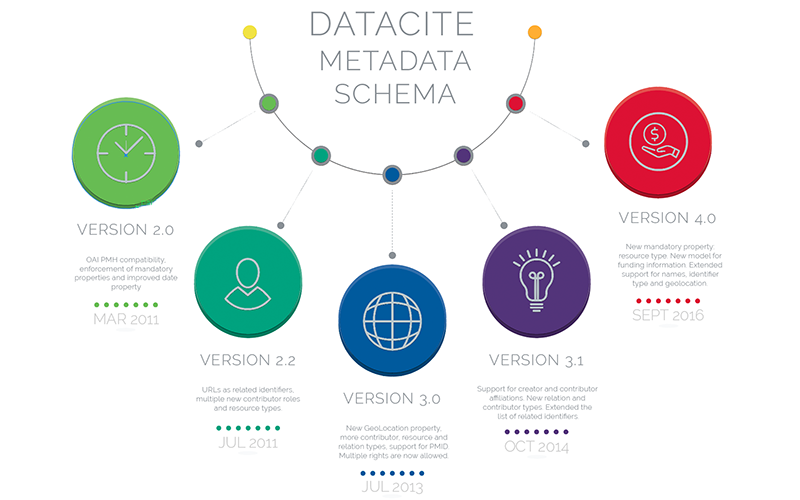 DATACITE
METADATA
SCHEMA
VERSION 2.0
OAI PMH compatibility,
enforcement of mandatory
properties and improved date
property
MAR 2011
VERSION 2.2
URLs as related identifiers,
multiple new contributor roles
and resource types.
JUL 2011
VERSION 3.0
New GeoLocation property,
more contributor, resource and
relation types, support for PMID.
Multiple rights are now allowed.
JUL 2013
VERSION 3.1
Support for creator and contributor
affiliations. New relation and
contributor types. Extended the
list of related identifiers.
OCT 2014
$
VERSION 4.0
New mandatory property
resource type. New model for
funding information. Extended
support for names, identifier
type and geolocation
SEPT 2016